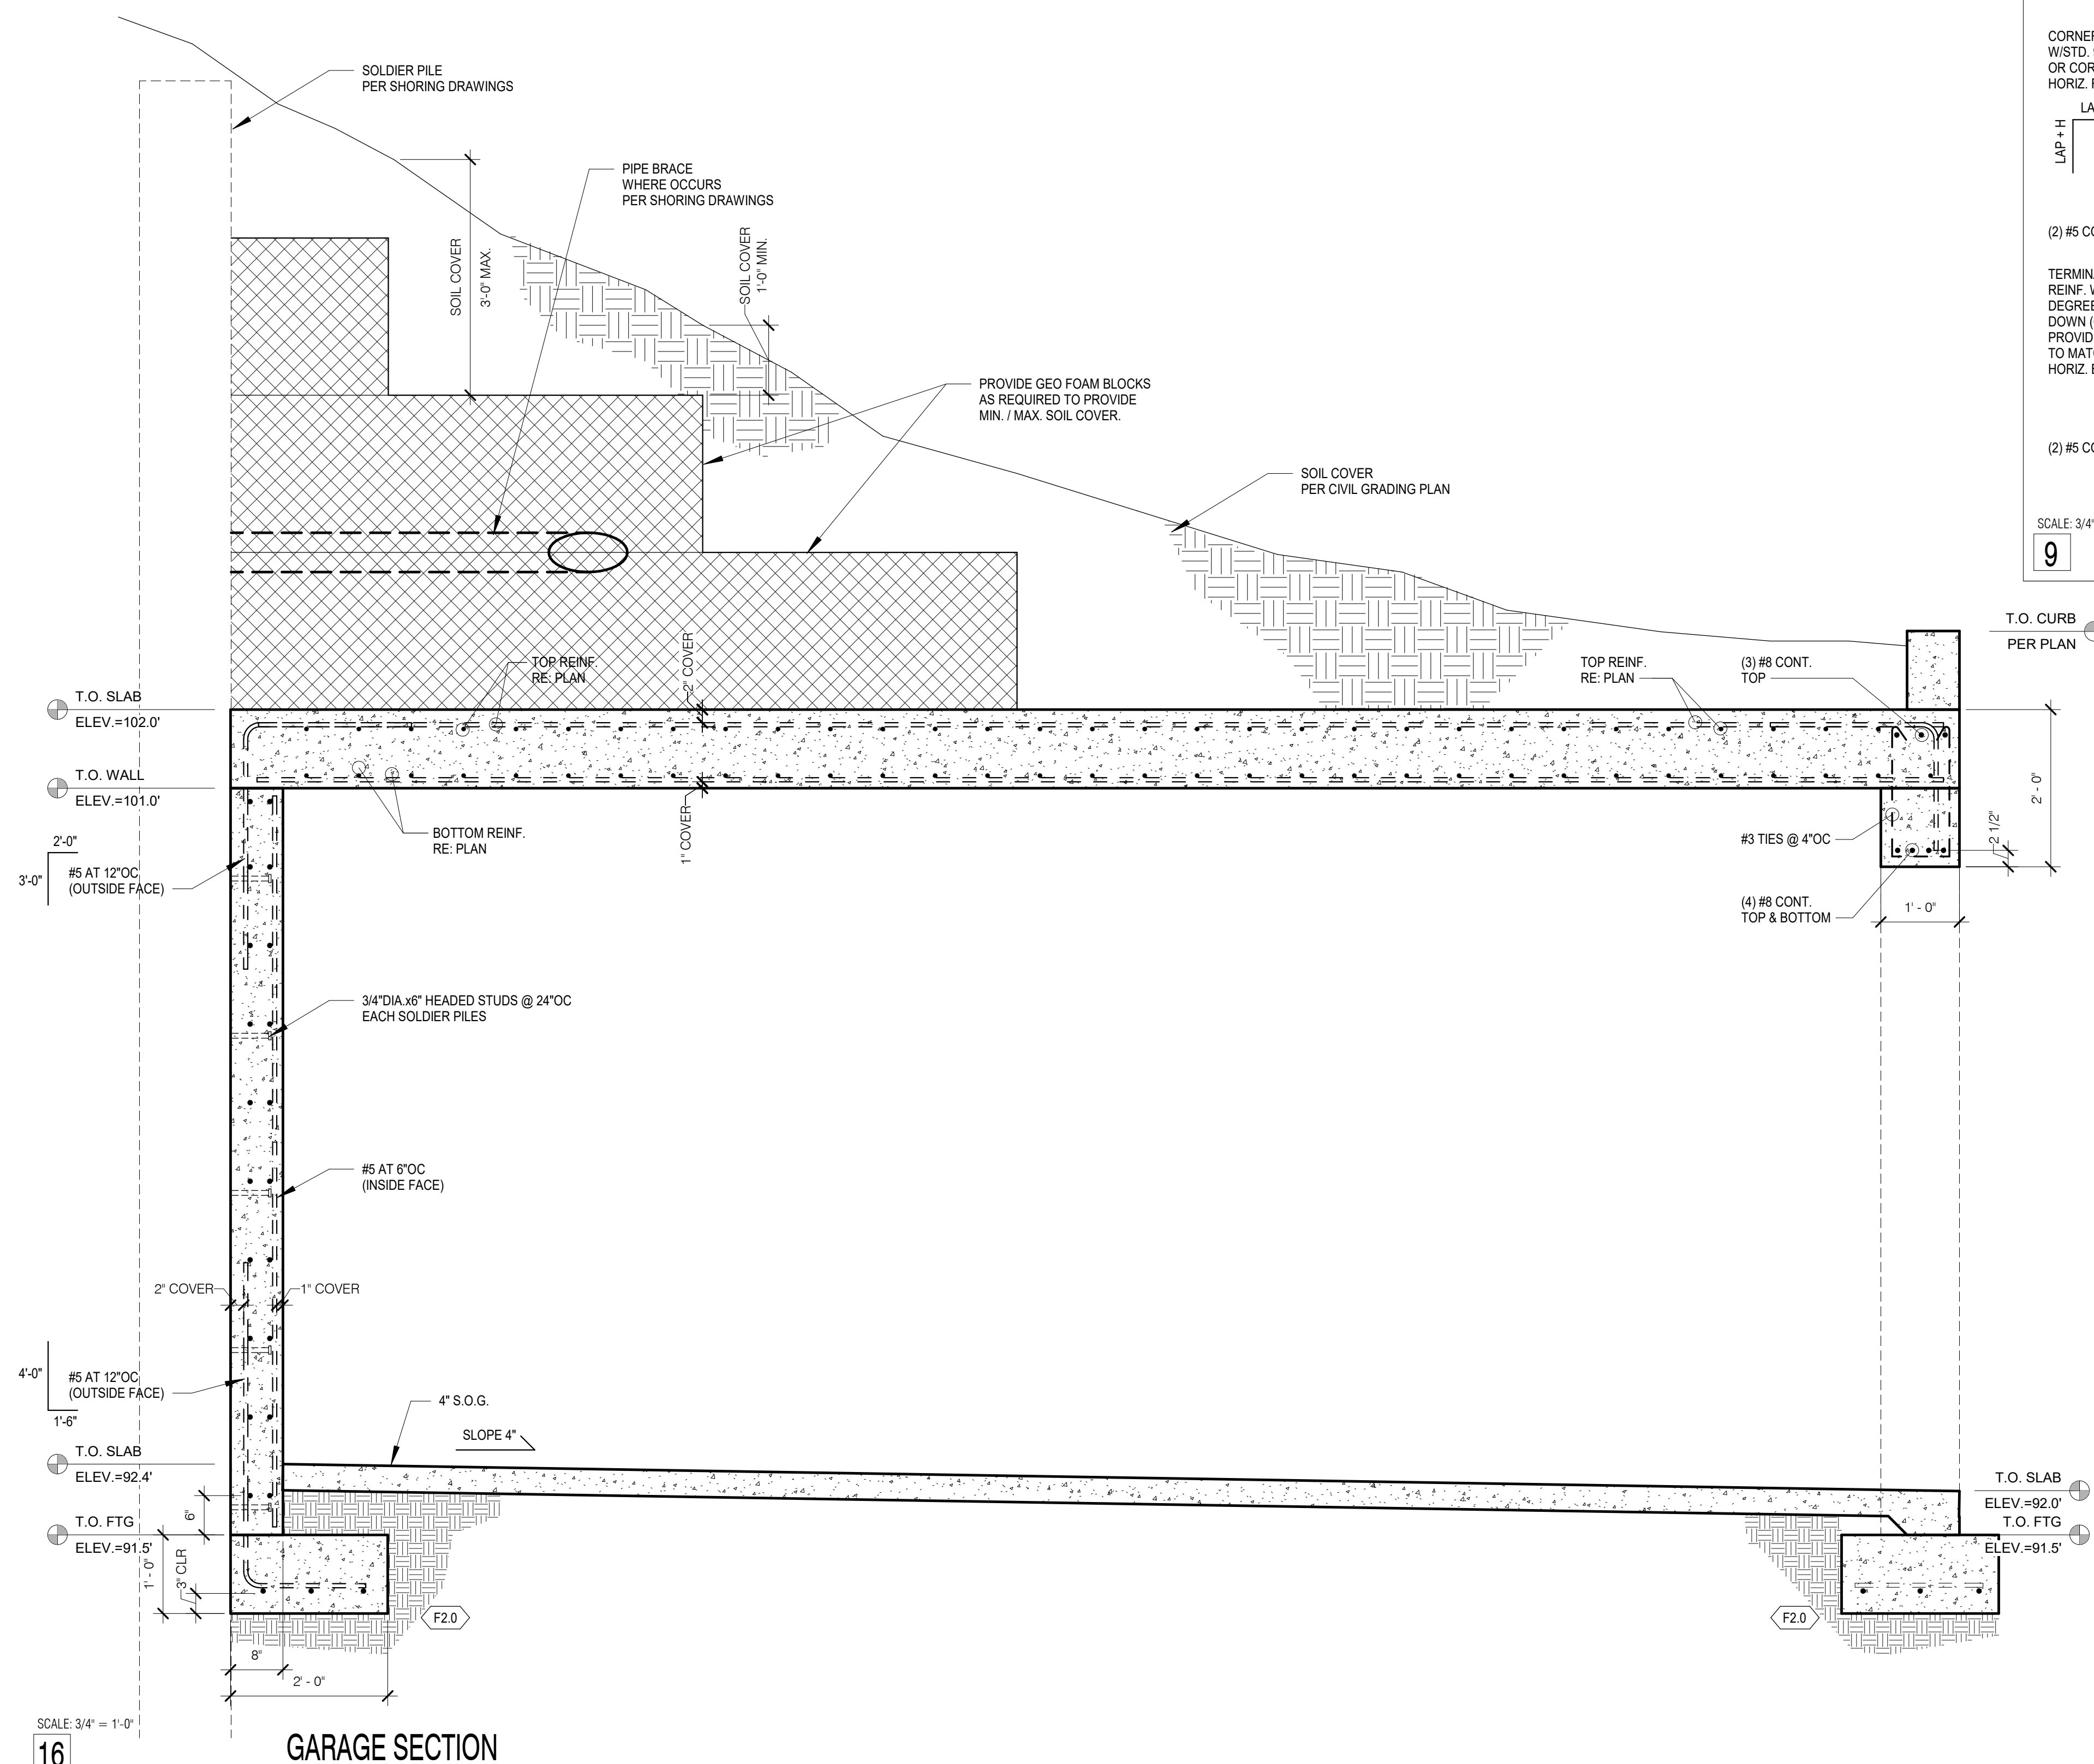 SOLDIER PILE
PER SHORING DRAWINGS
PIPE BRACE
WHERE OCCURS
PER SHORING DRAWINGS
SOIL COVER
3'-0" MAX.
SOIL COVER
1'-0" MIN.
PROVIDE GEO FOAM BLOCKS
AS REQUIRED TO PROVIDE
MIN. / MAX. SOIL COVER.
SOIL COVER
PER CIVIL GRADING PLAN
W/STD.
OR COR
HORIZ.
LAP + H
(2) #5
REINF.
DOWN (
HORIZ.
(2) #5
SCALE: 3/4"
9
T.O. CURB
PER PLAN
TOP REINF.
RE: PLAN
2" COVER
TOP REINF.
RE: PLAN
(3) #8 CONT.
TOP
T.O. SLAB
ELEV.=102.0'
T.O. WALL
ELEV.=101.0'
2'-0"
3'-0"
#5 AT 12"OC
(OUTSIDE FACE)
BOTTOM REINF.
RE: PLAN
1" COVER
#3 TIES @ 4"OC
2 1/2"
2' - 0"
(4) #8 CONT.
TOP & BOTTOM
1' - 0"
3/4"DIA.x6" HEADED STUDS @ 24"OC
EACH SOLDIER PILES
#5 AT 6"OC
(INSIDE FACE)
2" COVER
1" COVER
4'-0"
#5 AT 12"OC
(OUTSIDE FACE)
1'-6"
4" S.O.G.
SLOPE 4"
T.O. SLAB
ELEV.=92.4'
6"
T.O. FTG
ELEV.=91.5'
1' - 0"
3" CLR
T.O. SLAB
ELEV.=92.0'
T.O. FTG
ELEV.=91.5'
F2.0
F2.0
8"
2' - 0"
SCALE: 3/4" = 1'-0"
16
GARAGE SECTION